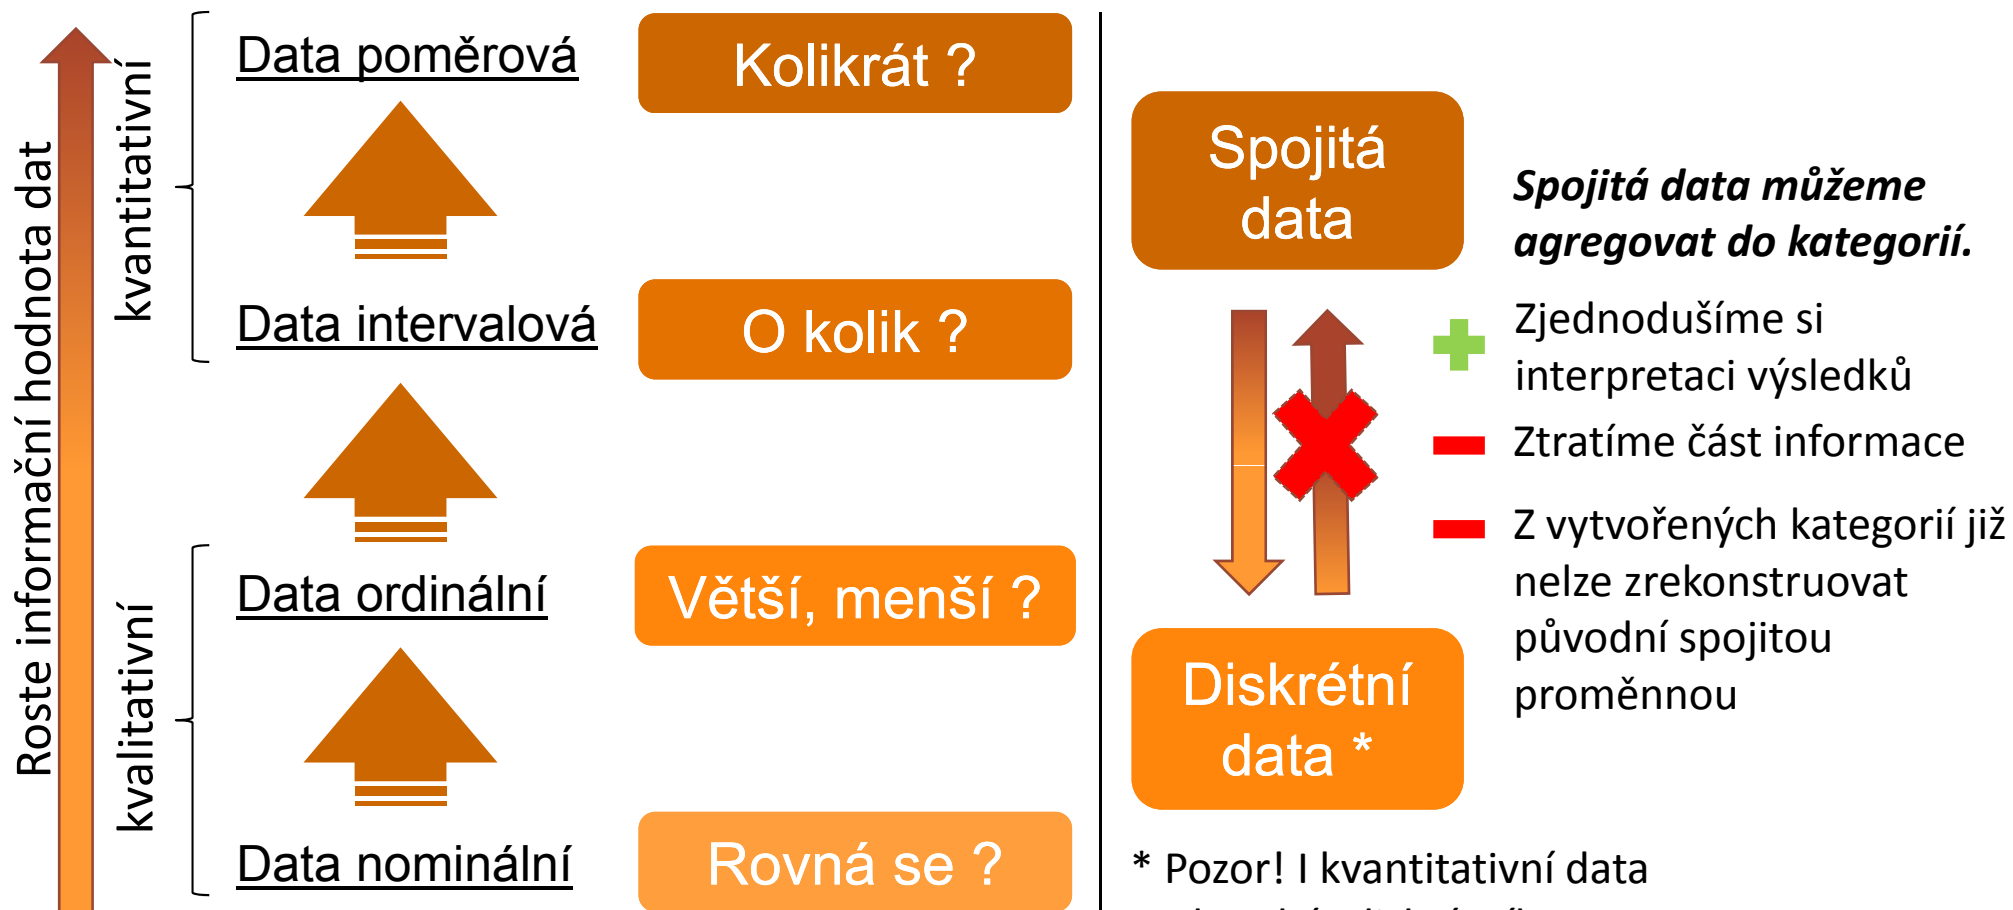 Roste informační hodnota dat
kvantitativní
kvalitativní
Data poměrová
Kolikrát ?
Data intervalová
O kolik ?
Data ordinální
Větší, menší ?
Data nominální
Rovná se ?
Spojitá
data
Diskrétní
data *
Spojitá data můžeme
agregovat do kategorií.
Zjednodušíme si
interpretaci výsledků
Ztratíme část informace
Z vytvořených kategorií již
nelze zrekonstruovat
původní spojitou
proměnnou
* Pozor! I kvantitativní data